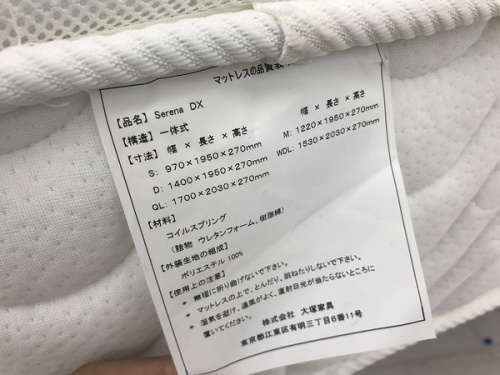 マットレスの品質表
【品名】 Serena DX
【構造】 一体式
【寸法】 幅 × 長さ × 高さ 幅 × 長さ × 高さ
S: 970×1950×270mm M: 1220×1950×270mm
D: 1400×1950×270mm WDL: 1530×2030×270mm
QL: 1700×2030×270mm
【材料】
コイルスプリング
(詰物 ウレタンフォーム、樹脂綿)
【外装生地の組成】
ポリエステル 100%
【使用上の注意】
* 無理に折り曲げないで下さい。
* マットレスの上で、とんだり、跳ねたりしないで下さい。
* 湿気を避け、通風がよく、直射日光が当たらないところに
置いてください。
株式会社 大塚家具
東京都江東区有明三丁目6番11号